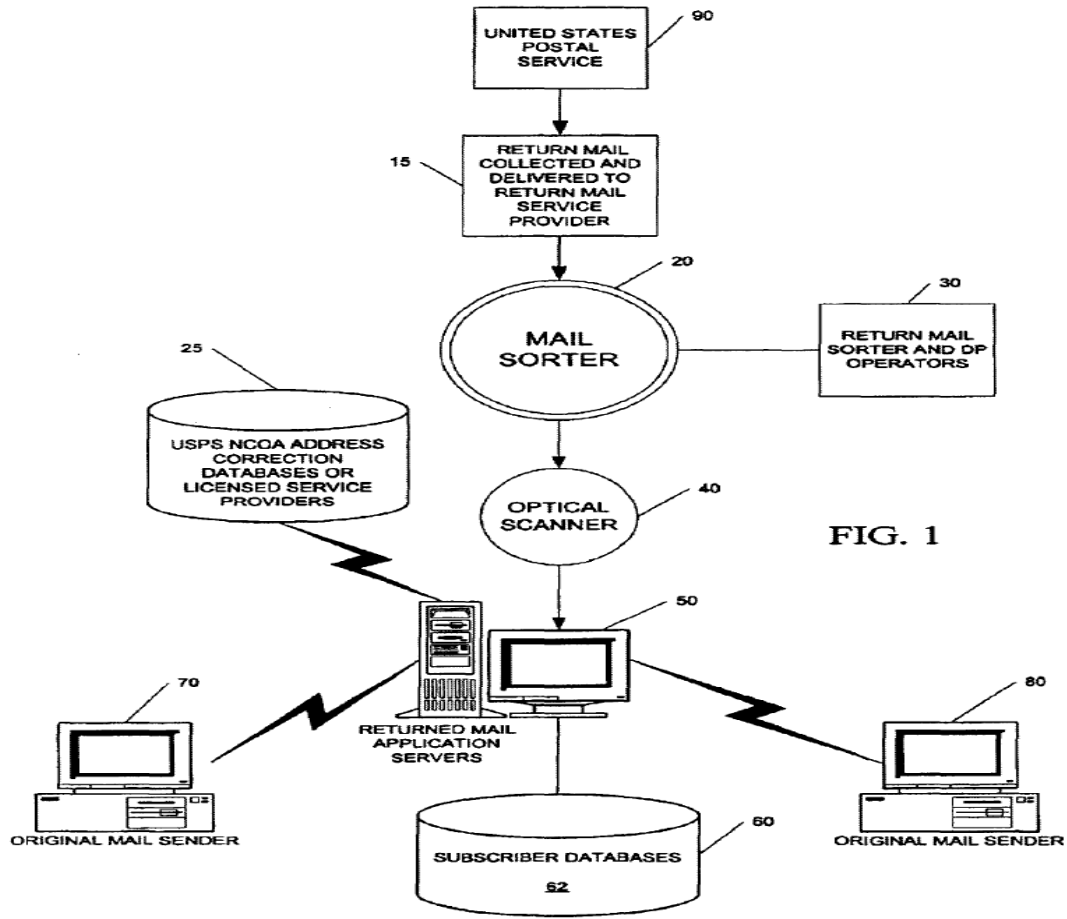 UNITED STATES
POSTAL
SERVICE
90
15
RETURN MAIL
COLLECTED AND
DELIVERED TO
RETURN MAIL
SERVICE
PROVIDER
20
MAIL
SORTER
30
RETURN MAIL
SORTER AND DP
OPERATORS
25
USPS NCOA ADDRESS
CORRECTION
DATABASES OR
LICENSED SERVICE
PROVIDERS
OPTICAL
SCANNER
40
FIG. 1
50
RETURNED MAIL
APPLICATION
SERVERS
70
ORIGINAL MAIL SENDER
80
ORIGINAL MAIL SENDER
60
SUBSCRIBER DATABASES
62